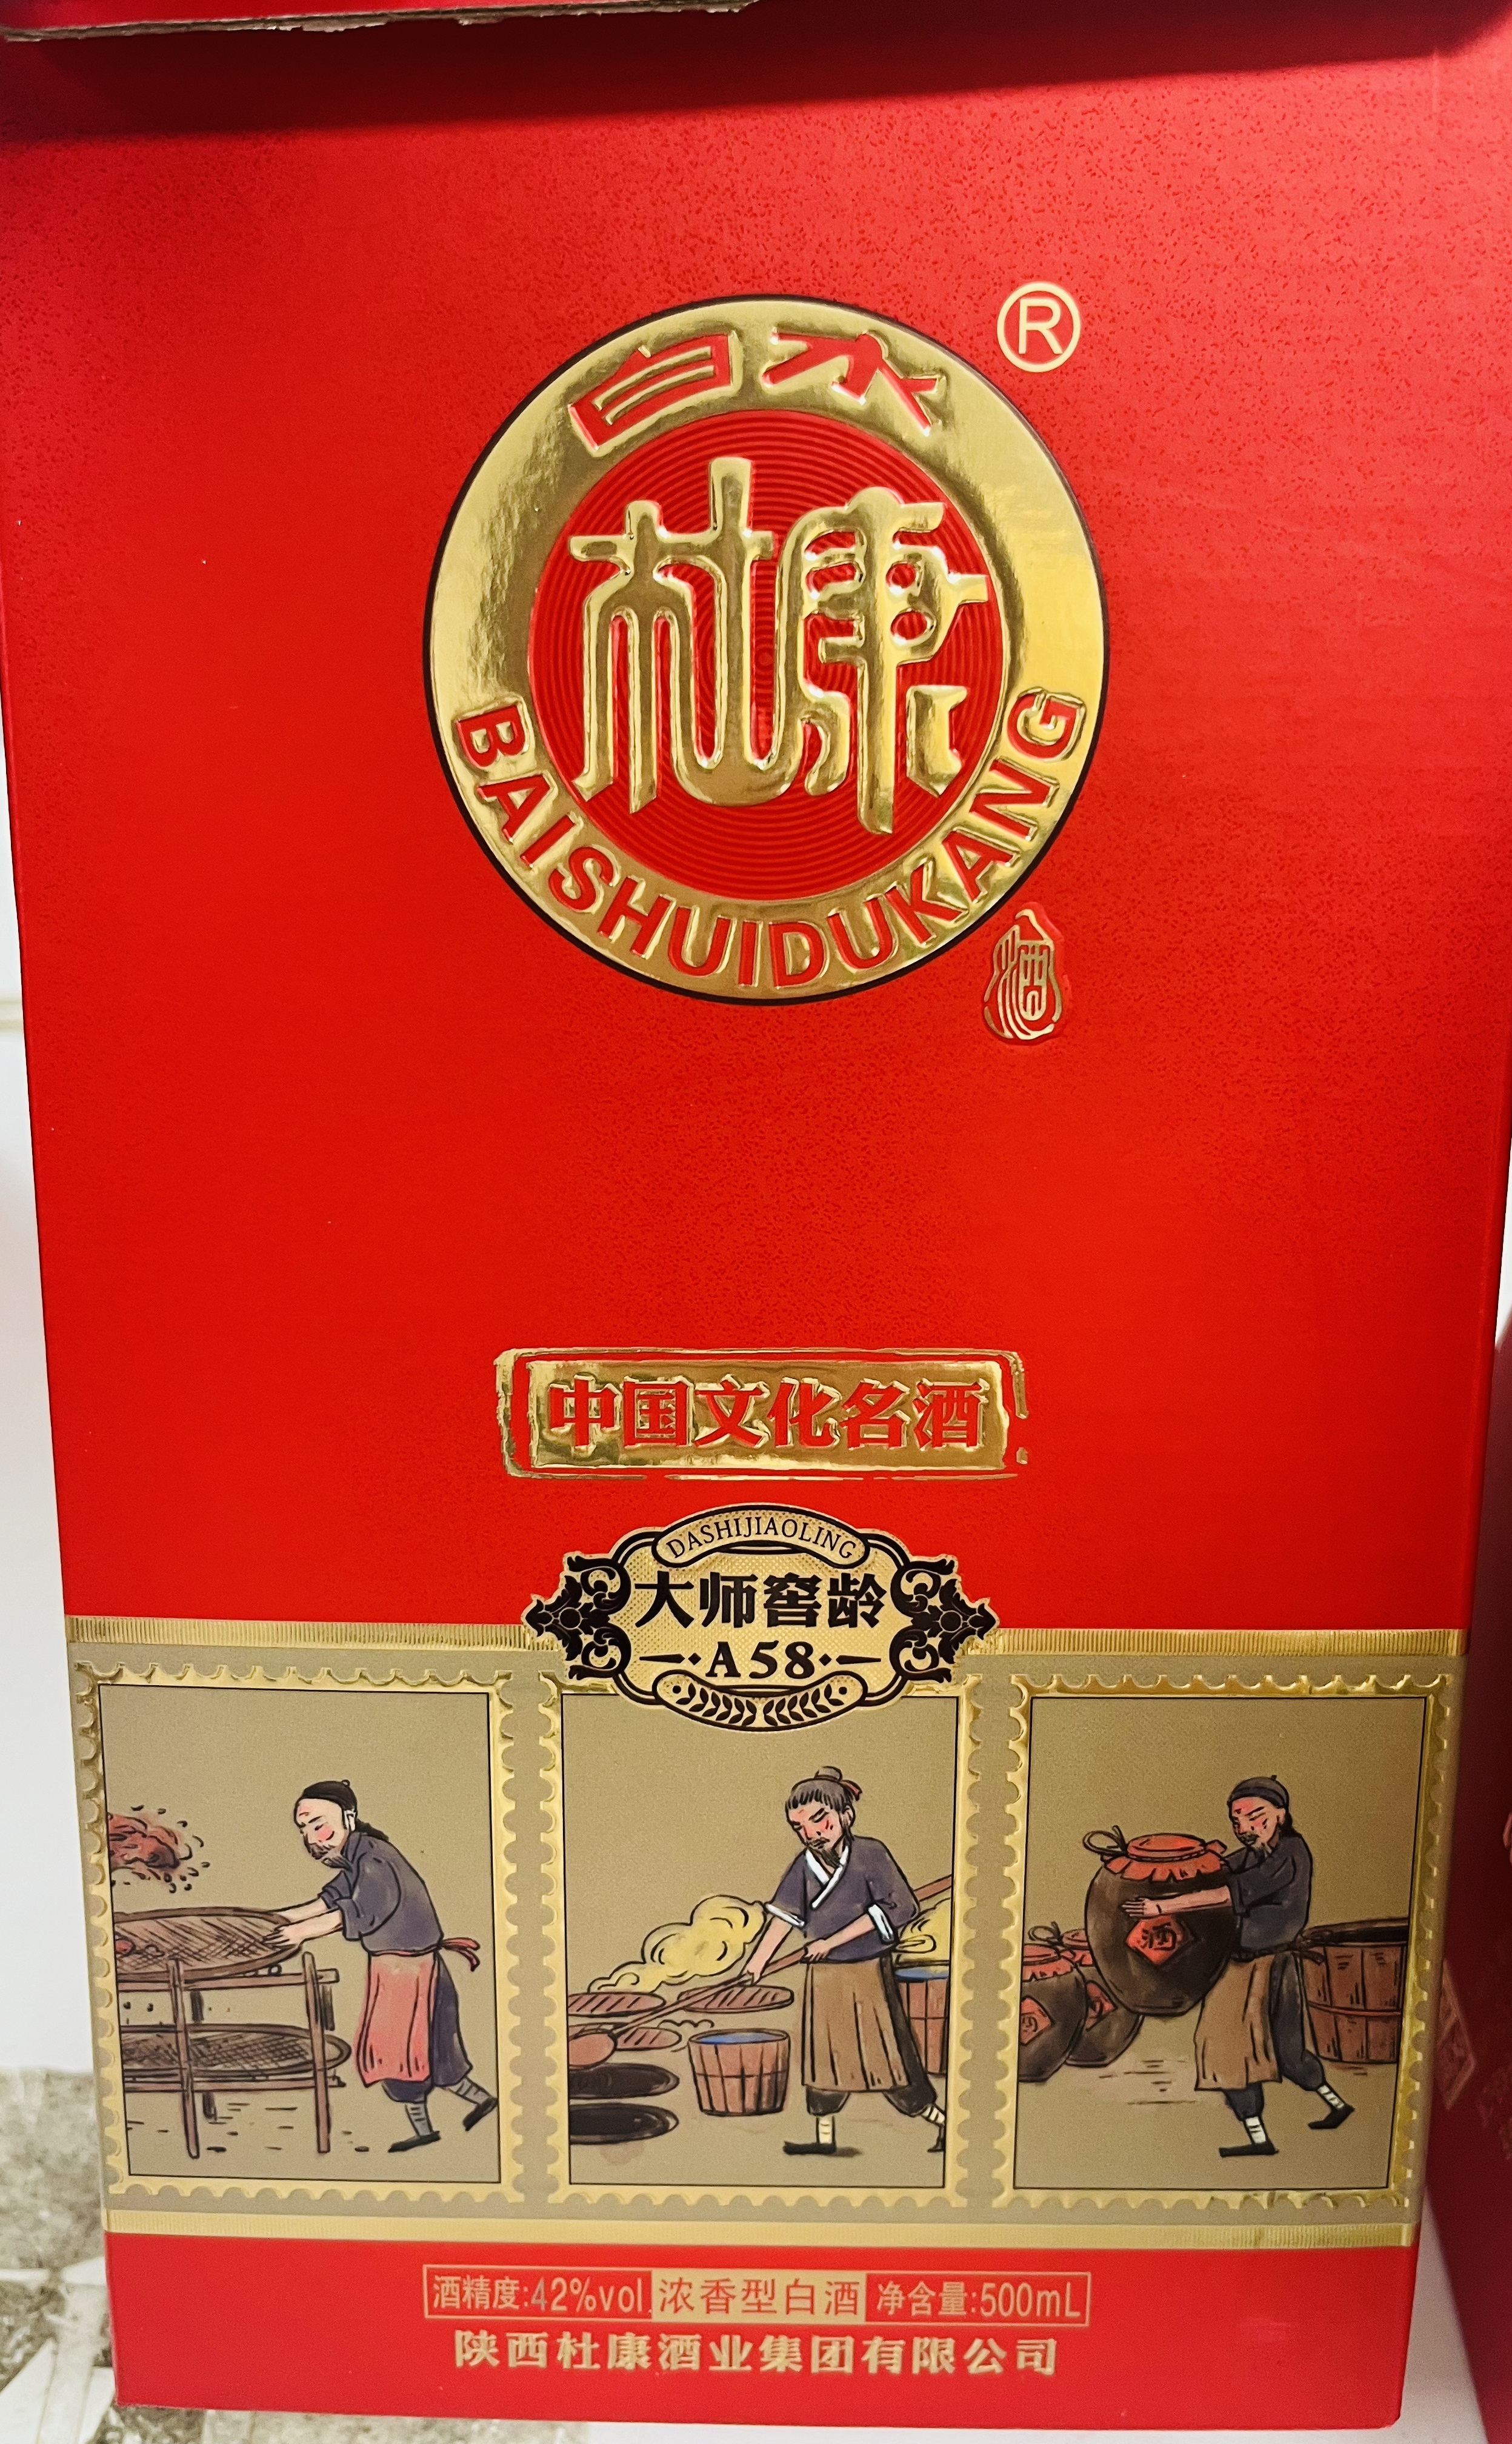 ®
白水
杜康
BAISHUIDUKANG
酒
中国文化名酒
DASHIJIAOLING
大师窖龄
A58
酒
酒精度:42%vol 浓香型白酒 净含量:500mL
陕西杜康酒业集团有限公司